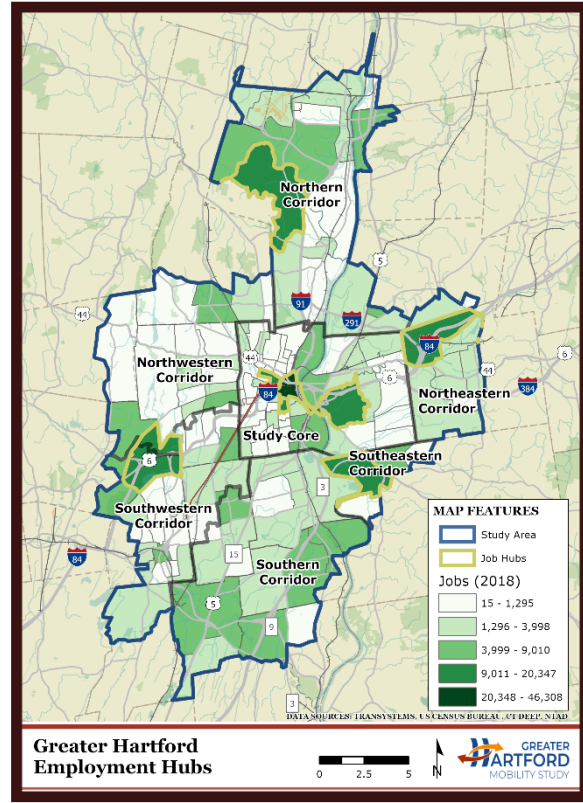 Northern
Corridor
5
91
291
44
84
44
6
Northwestern
Corridor
44
6
Northeastern
Corridor
384
84
Study Core
Southeastern
Corridor
6
3
Southwestern
Corridor
84
15
Southern
Corridor
5
9
3
MAP FEATURES
Study Area
Job Hubs
Jobs (2018)
15 - 1,295
1,296 - 3,998
3,999 - 9,010
9,011 - 20,347
20,348 - 46,308
DATA SOURCES: TRANSYSTEMS, US CENSUS BUREAU, CT DEEP, NTAD
Greater Hartford
Employment Hubs
0 2.5 5
N
GREATER
HARTFORD
MOBILITY STUDY